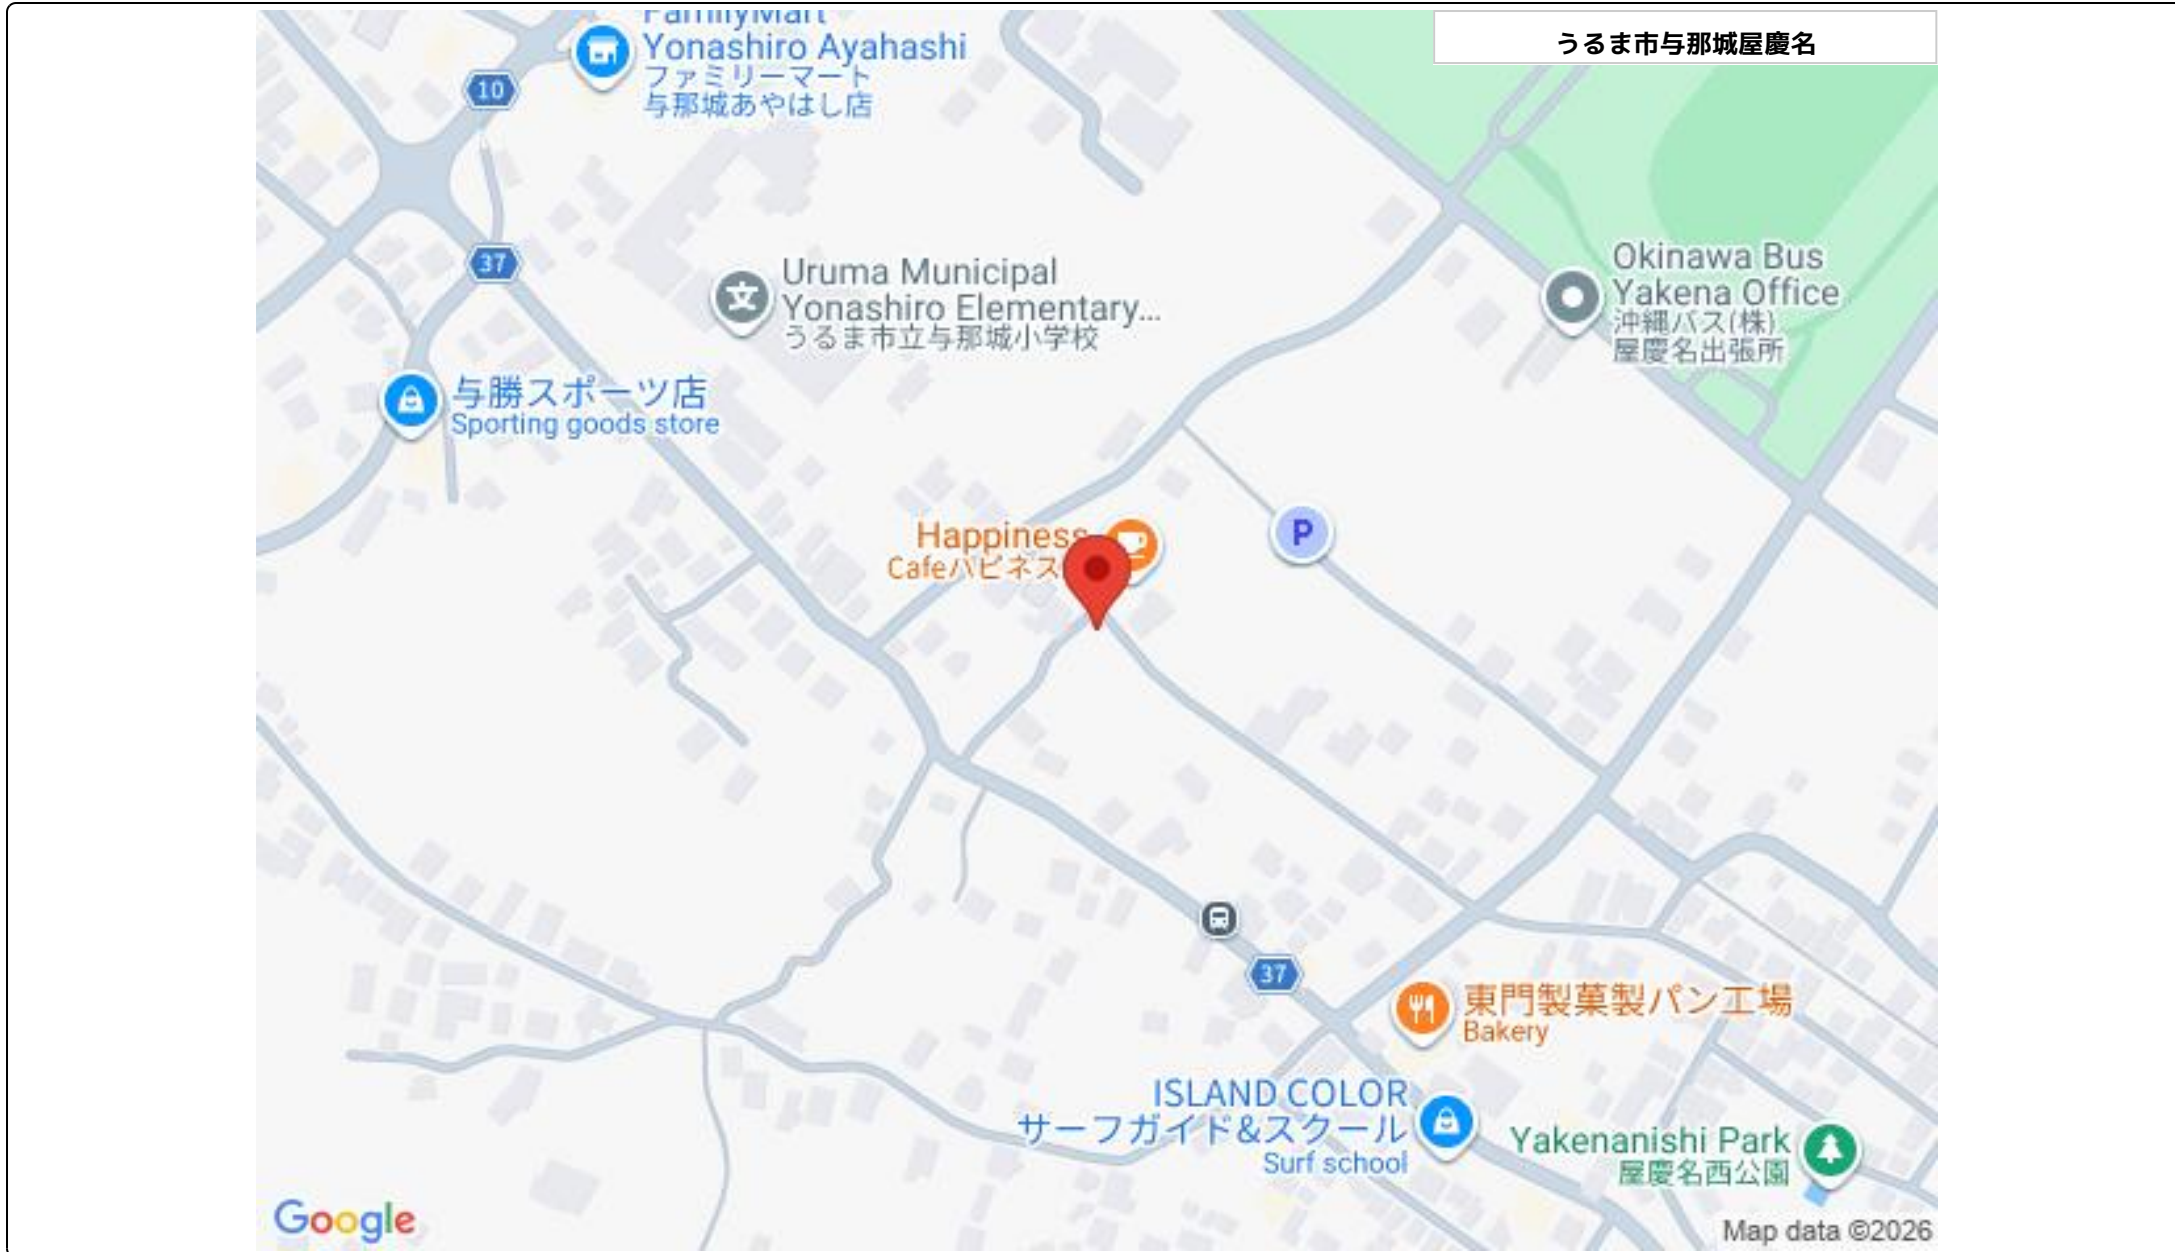 FamilyMart
Yonashiro Ayahashi
ファミリーマート
与那城あやはし店
うるま市与那城屋慶名
10
37
Uruma Municipal
Yonashiro Elementary...
うるま市立与那城小学校
Okinawa Bus
Yakena Office
沖縄バス(株)
屋慶名出張所
与勝スポーツ店
Sporting goods store
Happiness
Cafeハピネス
P
37
東門製菓製パン工場
Bakery
ISLAND COLOR
サーフガイド&スクール
Surf school
Yakenanishi Park
屋慶名西公園
Google
Map data ©2026